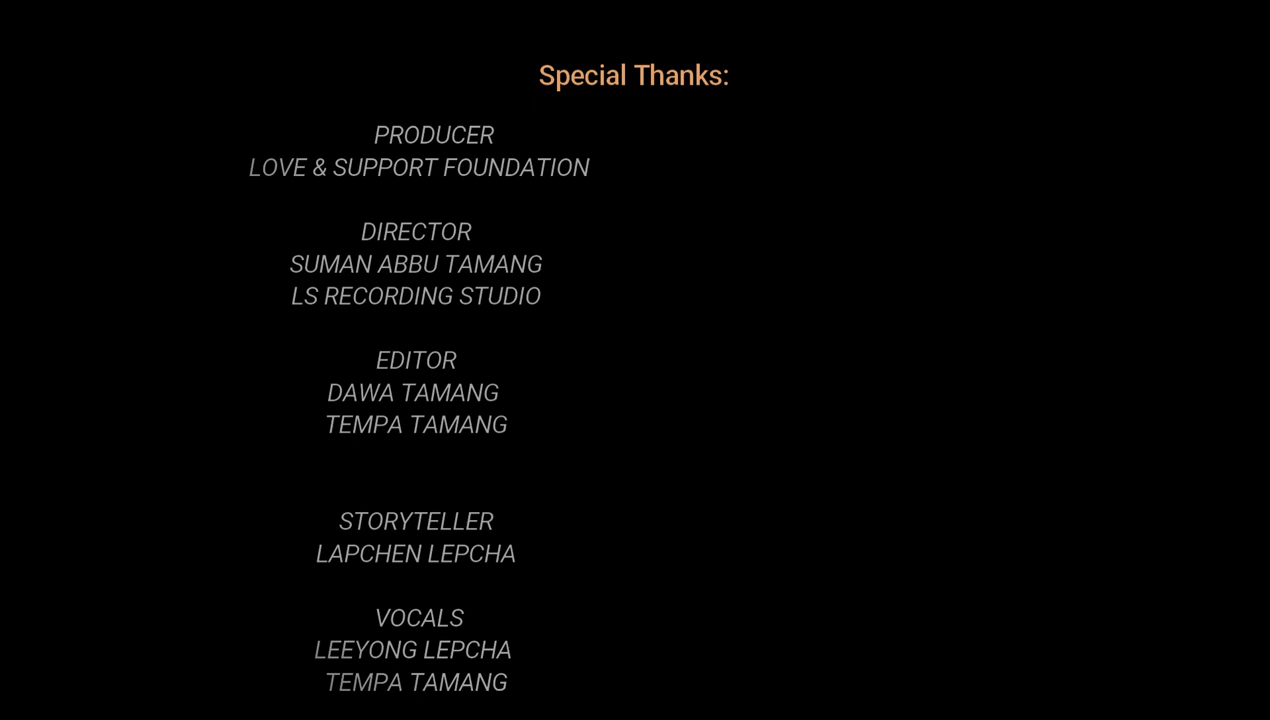 Special Thanks:
PRODUCER
LOVE & SUPPORT FOUNDATION
DIRECTOR
SUMAN ABBU TAMANG
LS RECORDING STUDIO
EDITOR
DAWA TAMANG
TEMPA TAMANG
STORYTELLER
LAPCHEN LEPCHA
VOCALS
LEEYONG LEPCHA
TEMPA TAMANG